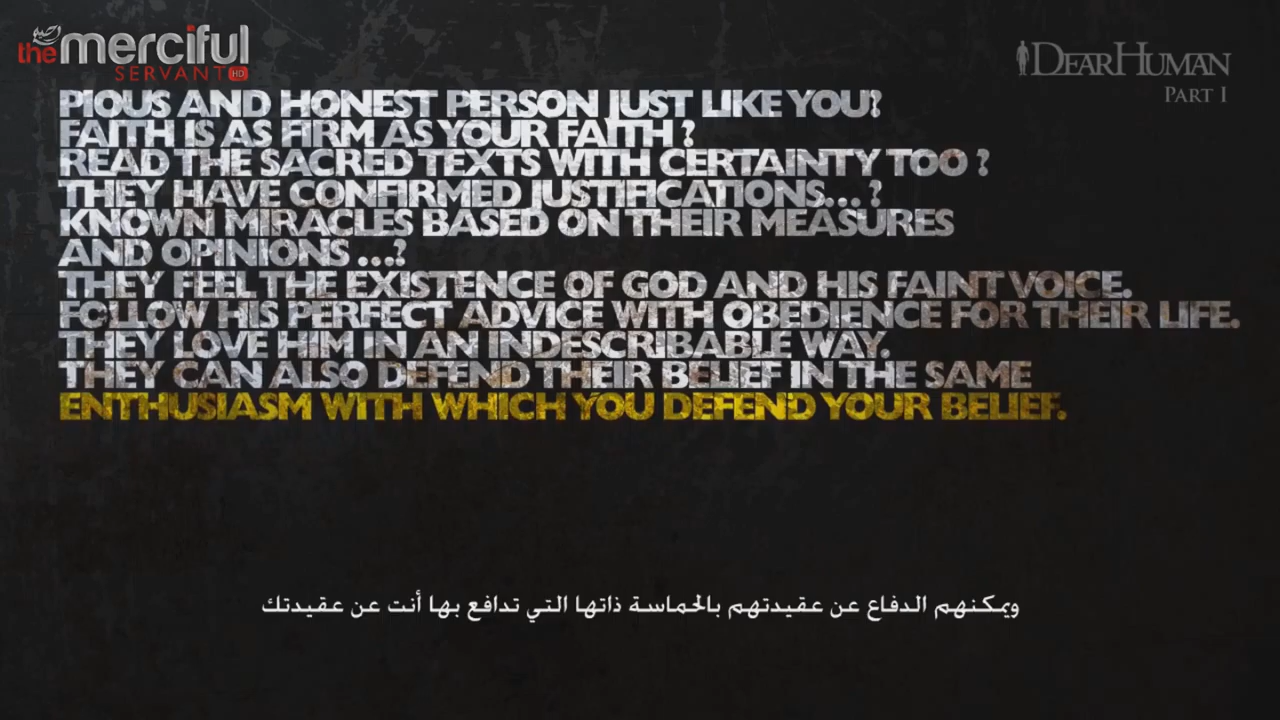 the merciful
SERVANT HD
DEARHUMAN
PART I
PIOUS AND HONEST PERSON JUST LIKE YOU?
FAITH IS AS FIRM AS YOUR FAITH ?
READ THE SACRED TEXTS WITH CERTAINTY TOO ?
THEY HAVE CONFIRMED JUSTIFICATIONS... ?
KNOWN MIRACLES BASED ON THEIR MEASURES
AND OPINIONS ...?
THEY FEEL THE EXISTENCE OF GOD AND HIS FAINT VOICE.
FOLLOW HIS PERFECT ADVICE WITH OBEDIENCE FOR THEIR LIFE.
THEY LOVE HIM IN AN INDESCRIBABLE WAY.
THEY CAN ALSO DEFEND THEIR BELIEF IN THE SAME
ENTHUSIASM WITH WHICH YOU DEFEND YOUR BELIEF.
ويمكنهم الدفاع عن عقيدتهم بالحماسة ذاتها التي تدافع بها أنت عن عقيدتك